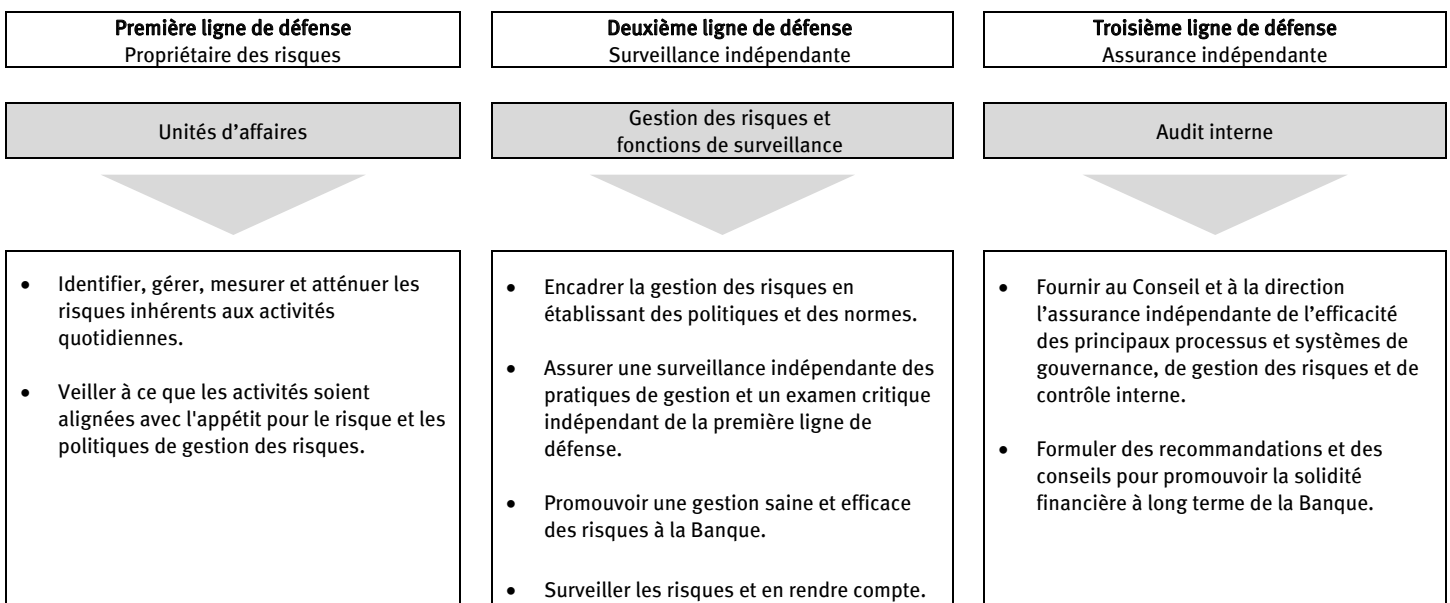 Première ligne de défense
Propriétaire des risques
Unités d’affaires
• Identifier, gérer, mesurer et atténuer les
risques inhérents aux activités
quotidiennes.
• Veiller à ce que les activités soient
alignées avec l'appétit pour le risque et les
politiques de gestion des risques.
Deuxième ligne de défense
Surveillance indépendante
Gestion des risques et
fonctions de surveillance
• Encadrer la gestion des risques en
établissant des politiques et des normes.
• Assurer une surveillance indépendante des
pratiques de gestion et un examen critique
indépendant de la première ligne de
défense.
• Promouvoir une gestion saine et efficace
des risques à la Banque.
• Surveiller les risques et en rendre compte.
Troisième ligne de défense
Assurance indépendante
Audit interne
• Fournir au Conseil et à la direction
l’assurance indépendante de l’efficacité
des principaux processus et systèmes de
gouvernance, de gestion des risques et de
contrôle interne.
• Formuler des recommandations et des
conseils pour promouvoir la solidité
financière à long terme de la Banque.